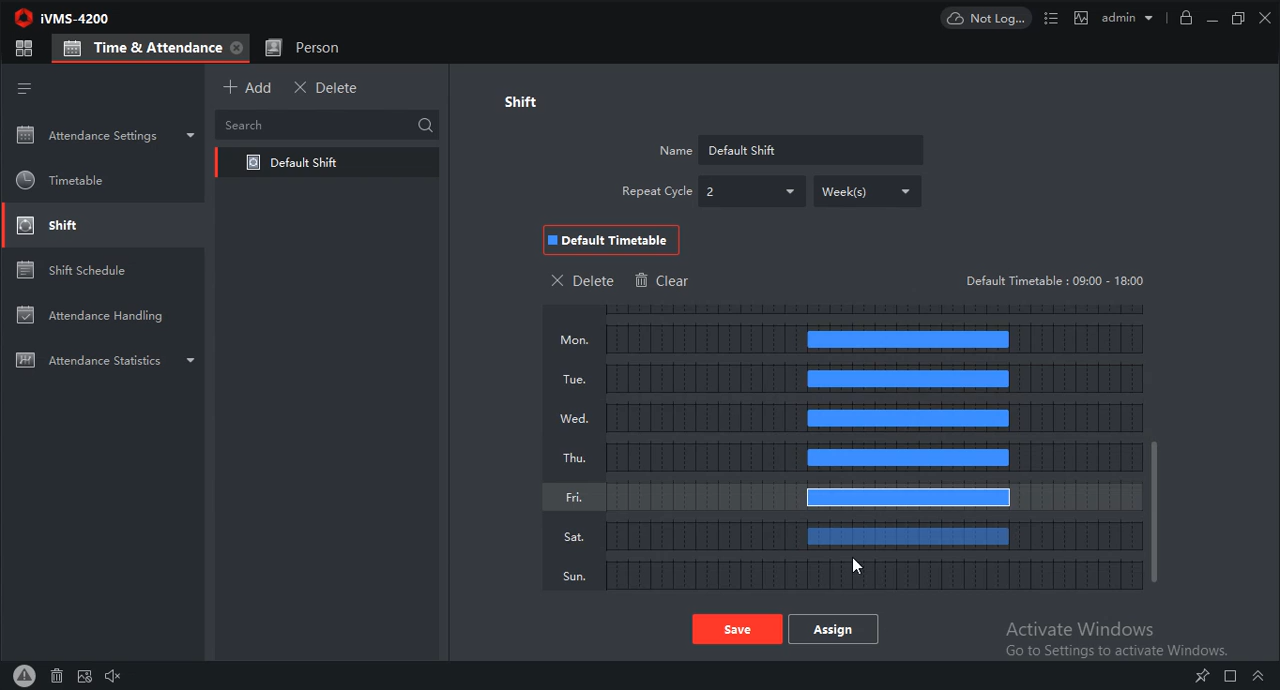 iVMS-4200
Not Log...
admin
Time & Attendance
Person
Add
Delete
Search
Default Shift
Attendance Settings
Timetable
Shift
Shift Schedule
Attendance Handling
Attendance Statistics
Shift
Name
Default Shift
Repeat Cycle
2
Week(s)
Default Timetable
Delete
Clear
Default Timetable : 09:00 - 18:00
Mon.
Tue.
Wed.
Thu.
Fri.
Sat.
Sun.
Save
Assign
Activate Windows
Go to Settings to activate Windows.